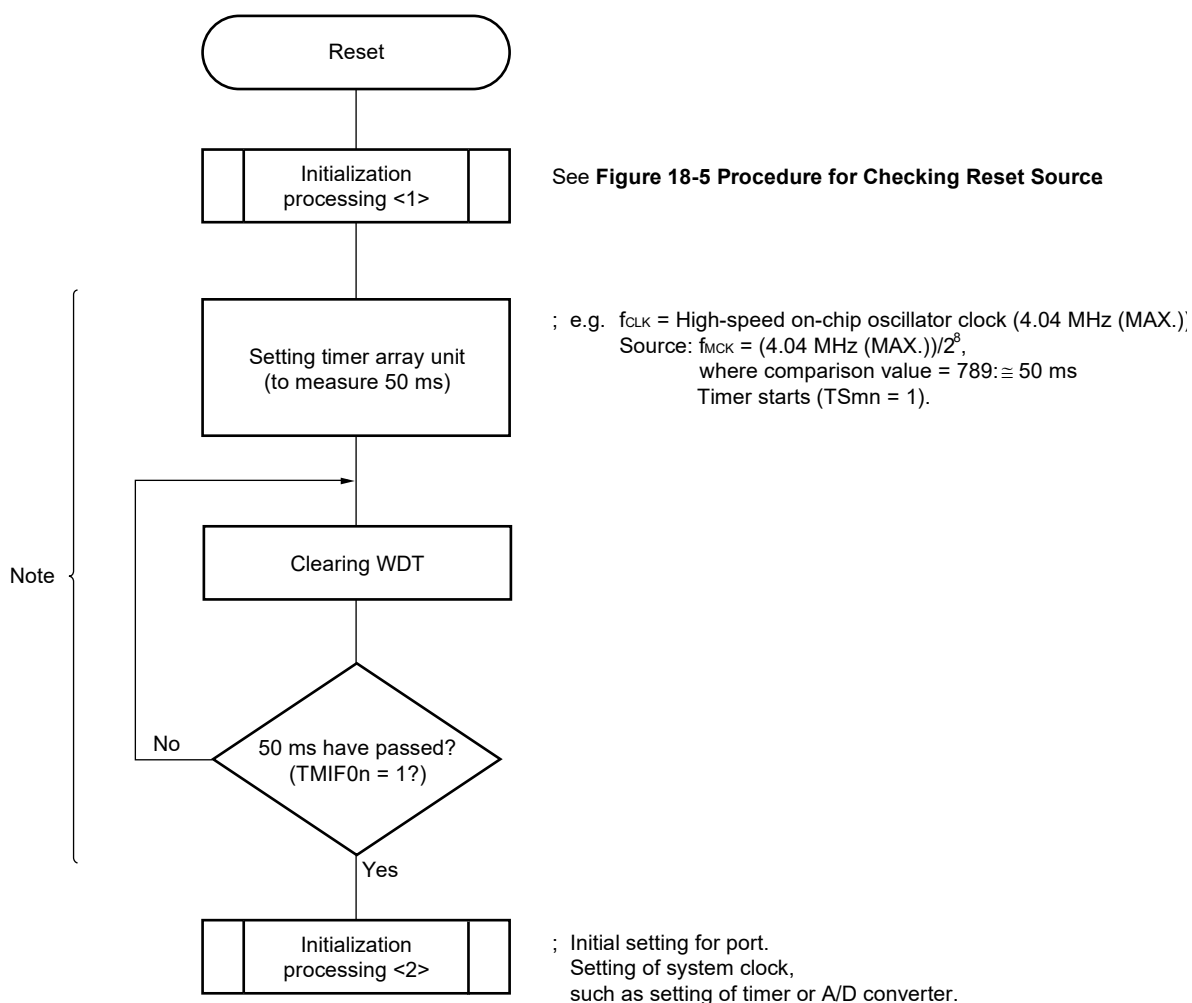 Reset
Initialization
processing <1>
See Figure 18-5 Procedure for Checking Reset Source
Setting timer array unit
(to measure 50 ms)
; e.g. fCLK = High-speed on-chip oscillator clock (4.04 MHz (MAX.))
Source: fMCK = (4.04 MHz (MAX.))/2⁸,
where comparison value = 789: ≅ 50 ms
Timer starts (TSmn = 1).
Note
Clearing WDT
No
50 ms have passed?
(TMIF0n = 1?)
Yes
Initialization
processing <2>
; Initial setting for port.
Setting of system clock,
such as setting of timer or A/D converter.